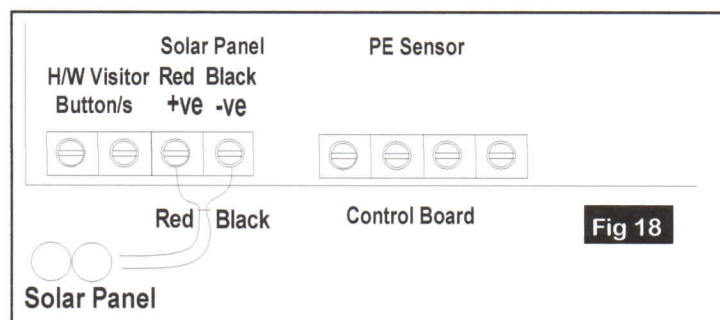 Solar Panel
PE Sensor
H/W Visitor Red Black
Button/s +ve -ve
Red Black
Control Board
Fig 18
Solar Panel